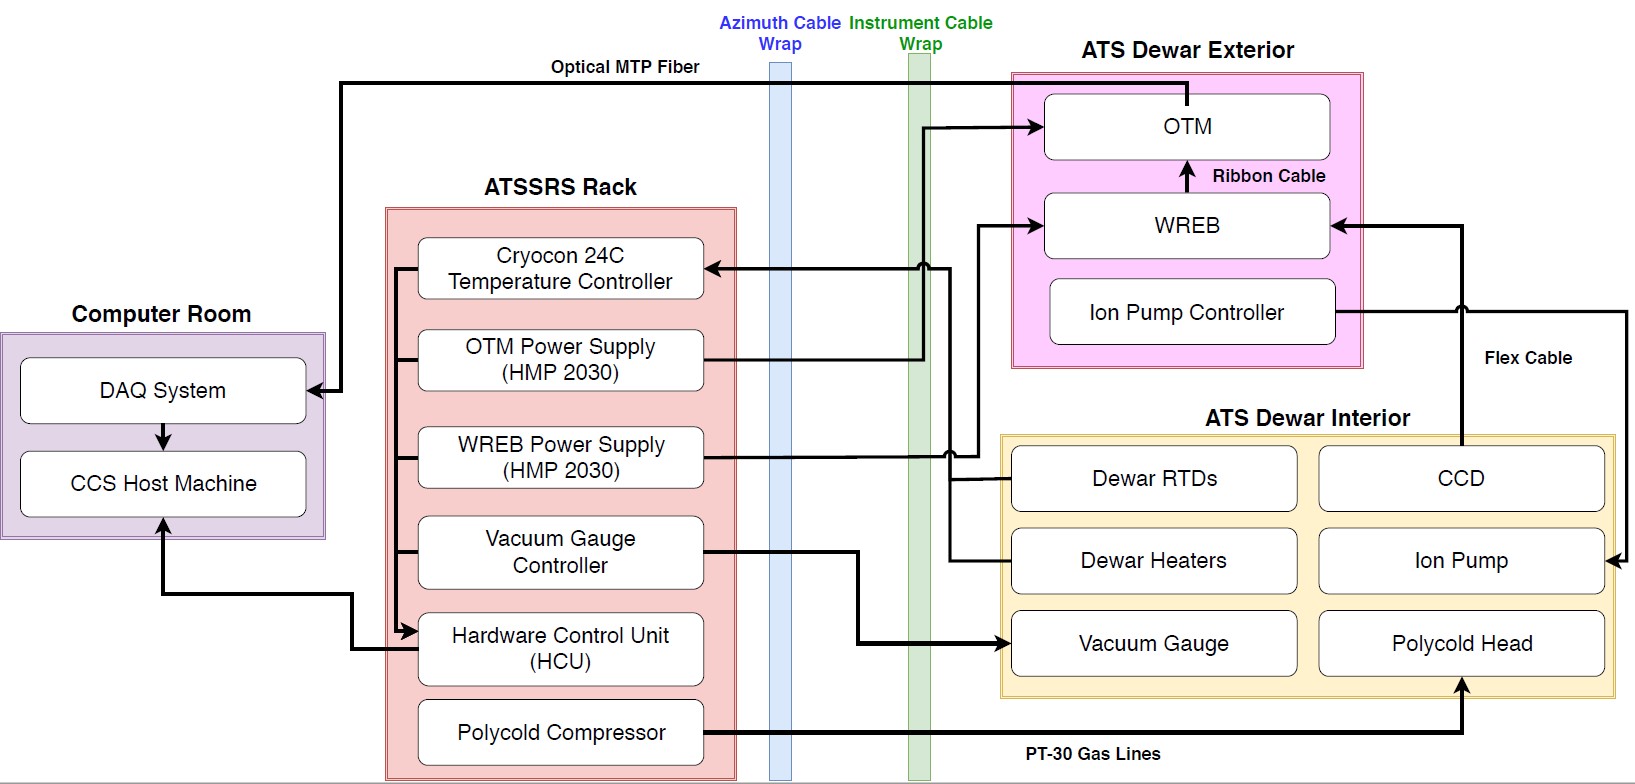 Azimuth Cable
Wrap
Instrument Cable
Wrap
ATS Dewar Exterior
Optical MTP Fiber
OTM
Ribbon Cable
WREB
Ion Pump Controller
Flex Cable
ATSSRS Rack
Cryocon 24C
Temperature Controller
OTM Power Supply
(HMP 2030)
WREB Power Supply
(HMP 2030)
Vacuum Gauge
Controller
Hardware Control Unit
(HCU)
Polycold Compressor
Computer Room
DAQ System
CCS Host Machine
ATS Dewar Interior
Dewar RTDs
CCD
Dewar Heaters
Ion Pump
Vacuum Gauge
Polycold Head
PT-30 Gas Lines